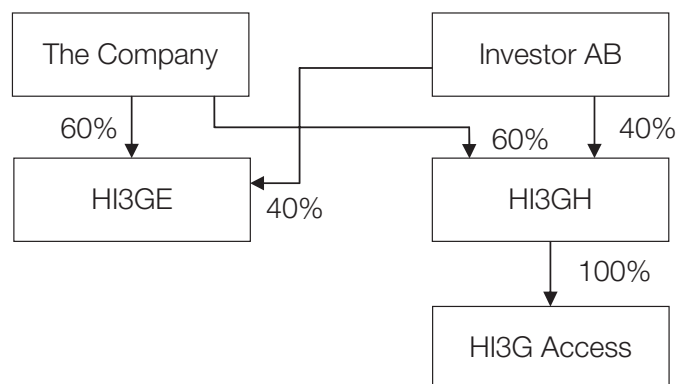 The Company
Investor AB
60%
60%
40%
HI3GE
40%
HI3GH
100%
HI3G Access